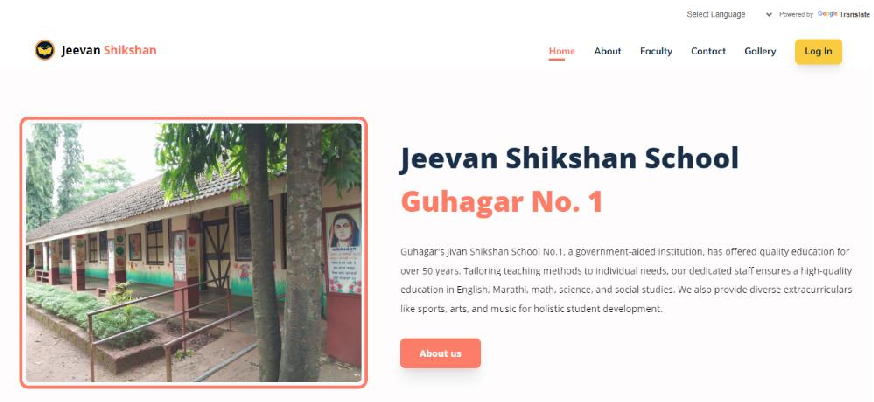 Select Language
Powered by Google Translate
Jeevan Shikshan
Home About Faculty Contact Gallery Log In
Jeevan Shikshan School
Guhagar No. 1
Guhagar's Jivan Shikshan School No.1, a government-aided institution, has offered quality education for
over 50 years. Tailoring teaching methods to individual needs, our dedicated staff ensures a high-quality
education in English, Marathi, math, science, and social studies. We also provide diverse extracurriculars
like sports, arts, and music for holistic student development.
About us